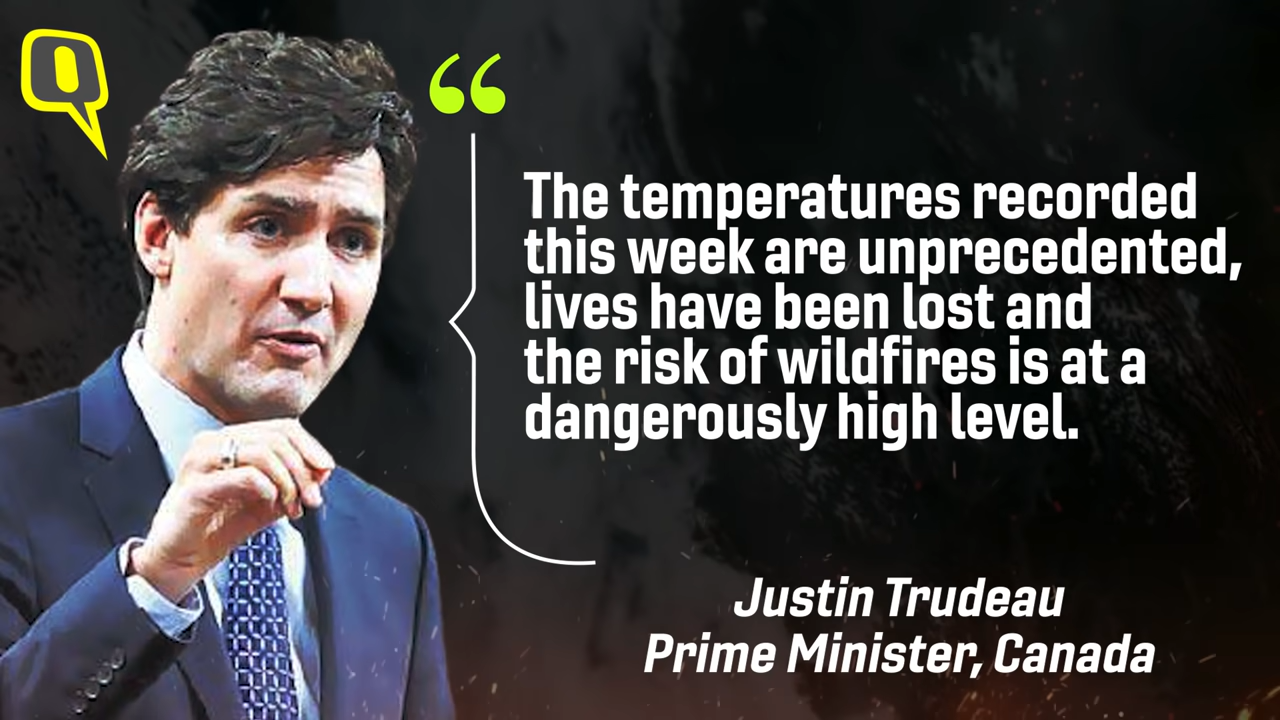 The temperatures recorded
this week are unprecedented,
lives have been lost and
the risk of wildfires is at a
dangerously high level.
Justin Trudeau
Prime Minister, Canada